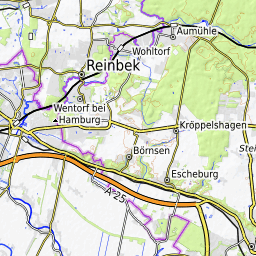 Aumühle
Wohltorf
Reinbek
Wentorf bei
Hamburg
Kröppelshagen
Börnsen
Escheburg
A 25